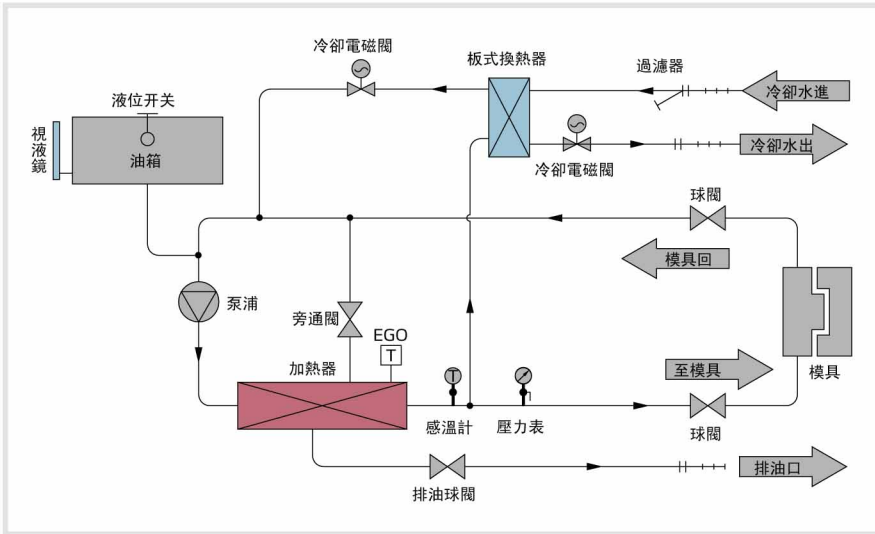 冷卻電磁閥
板式換熱器
過濾器
冷卻水進
液位开关
視液鏡
油箱
冷卻水出
冷卻電磁閥
球閥
模具回
泵浦
旁通閥
EGO
T
加熱器
T
至模具
模具
感溫計
壓力表
球閥
排油球閥
排油口